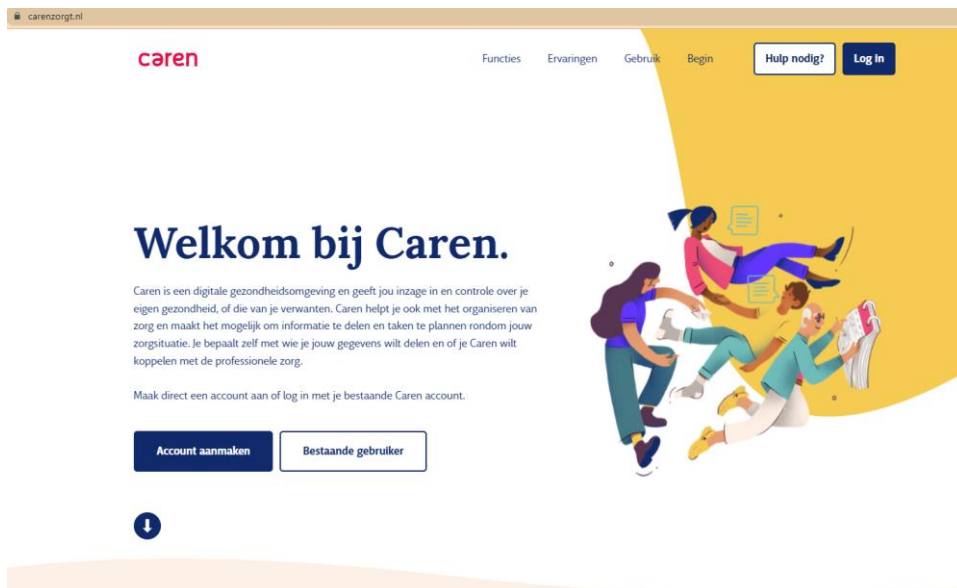 carenzorgt.nl
caren
Functies Ervaringen Gebruik Begin Hulp nodig? Log in
Welkom bij Caren.
Caren is een digitale gezondheidsomgeving en geeft jou inzage in en controle over je
eigen gezondheid, of die van je verwanten. Caren helpt je ook met het organiseren van
zorg en maakt het mogelijk om informatie te delen en taken te plannen rondom jouw
zorgsituatie. Je bepaalt zelf met wie je jouw gegevens wilt delen en of je Caren wilt
koppelen met de professionele zorg.
Maak direct een account aan of log in met je bestaande Caren account.
Account aanmaken Bestaande gebruiker